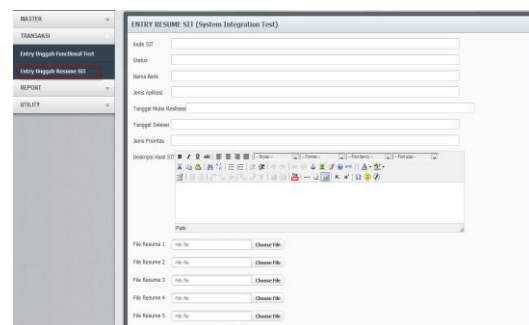 MASTER
TRANSAKSI
Entry Unggah Functional Test
Entry Unggah Resume SIT
REPORT
UTILITY
ENTRY RESUME SIT (System Integration Test)
Kode SIT
Status
Nama Bank
Jenis Aplikasi
Tanggal Mulai Realisasi
Tanggal Selesai
Jenis Prioritas
Deskripsi Hasil SIT
Path:
File Resume 1 Choose File
File Resume 2 Choose File
File Resume 3 Choose File
File Resume 4 Choose File
File Resume 5 Choose File